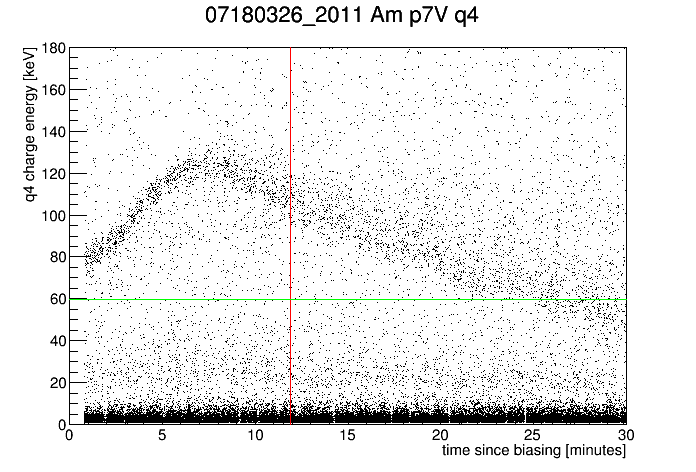 07180326_2011 Am p7V q4
q4 charge energy [keV]
180
160
140
120
100
80
60
40
20
0
0 5 10 15 20 25 30
time since biasing [minutes]